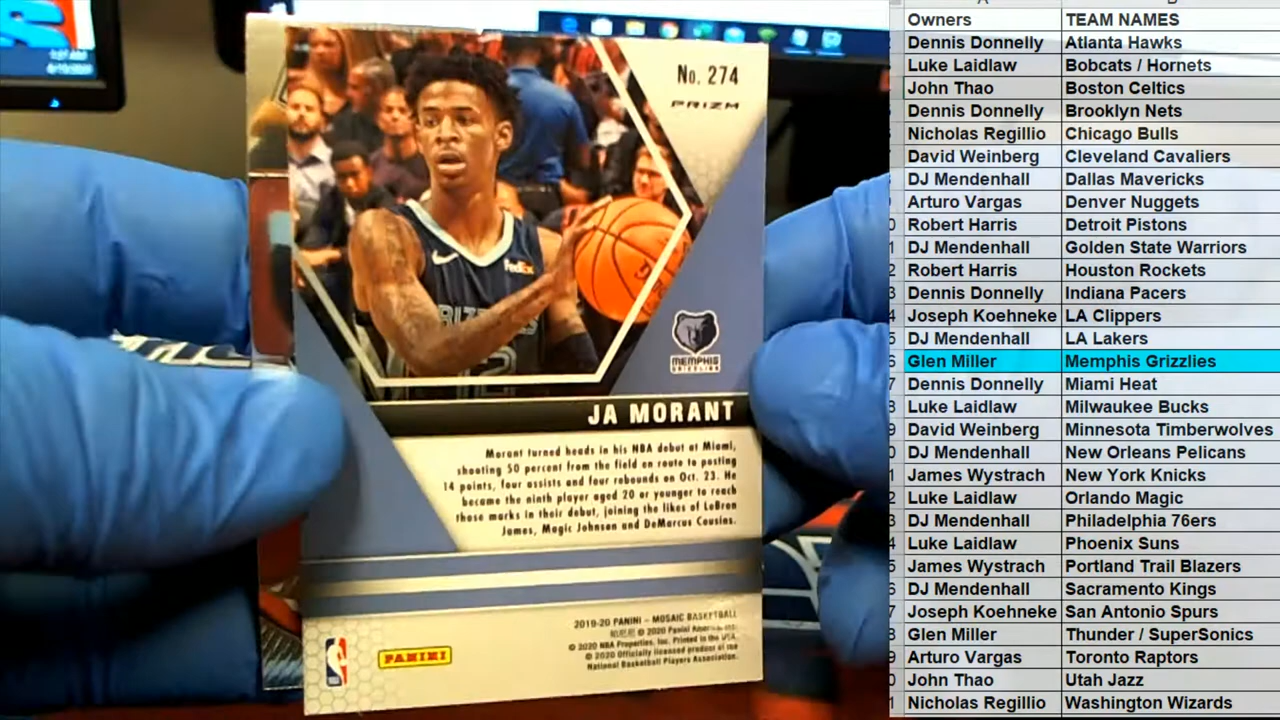 No. 274
PRIZM
FedEx
MEMPHIS
GRIZZLIES
JA MORANT
Morant turned heads in his NBA debut at Miami,
shooting 50 percent from the field en route to posting
14 points, four assists and four rebounds on Oct. 23. He
became the ninth player aged 20 or younger to reach
those marks in their debut, joining the likes of LeBron
James, Magic Johnson and DeMarcus Cousins.
2019-20 PANINI – MOSAIC BASKETBALL
© 2020 Panini America, Inc.
© 2020 NBA Properties, Inc. Printed in the USA.
© 2020 Officially licensed product of the
National Basketball Players Association.
PANINI
Owners TEAM NAMES
Dennis Donnelly Atlanta Hawks
Luke Laidlaw Bobcats / Hornets
John Thao Boston Celtics
Dennis Donnelly Brooklyn Nets
Nicholas Regillio Chicago Bulls
David Weinberg Cleveland Cavaliers
DJ Mendenhall Dallas Mavericks
Arturo Vargas Denver Nuggets
Robert Harris Detroit Pistons
DJ Mendenhall Golden State Warriors
Robert Harris Houston Rockets
Dennis Donnelly Indiana Pacers
Joseph Koehneke LA Clippers
DJ Mendenhall LA Lakers
Glen Miller Memphis Grizzlies
Dennis Donnelly Miami Heat
Luke Laidlaw Milwaukee Bucks
David Weinberg Minnesota Timberwolves
DJ Mendenhall New Orleans Pelicans
James Wystrach New York Knicks
Luke Laidlaw Orlando Magic
DJ Mendenhall Philadelphia 76ers
Luke Laidlaw Phoenix Suns
James Wystrach Portland Trail Blazers
DJ Mendenhall Sacramento Kings
Joseph Koehneke San Antonio Spurs
Glen Miller Thunder / SuperSonics
Arturo Vargas Toronto Raptors
John Thao Utah Jazz
Nicholas Regillio Washington Wizards